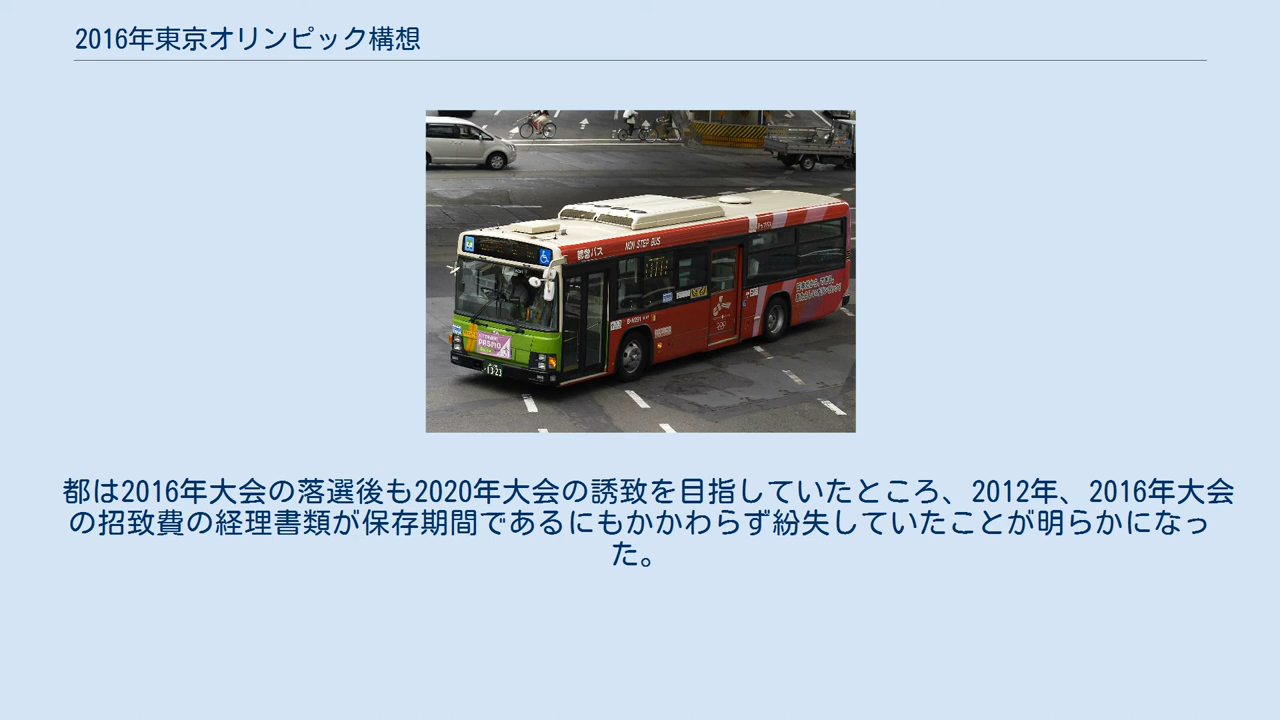 2016年東京オリンピック構想
都営バス
NON STEP BUS
PASMO
1323
都は2016年大会の落選後も2020年大会の誘致を目指していたところ、2012年、2016年大会
の招致費の経理書類が保存期間であるにもかかわらず紛失していたことが明らかになっ
た。